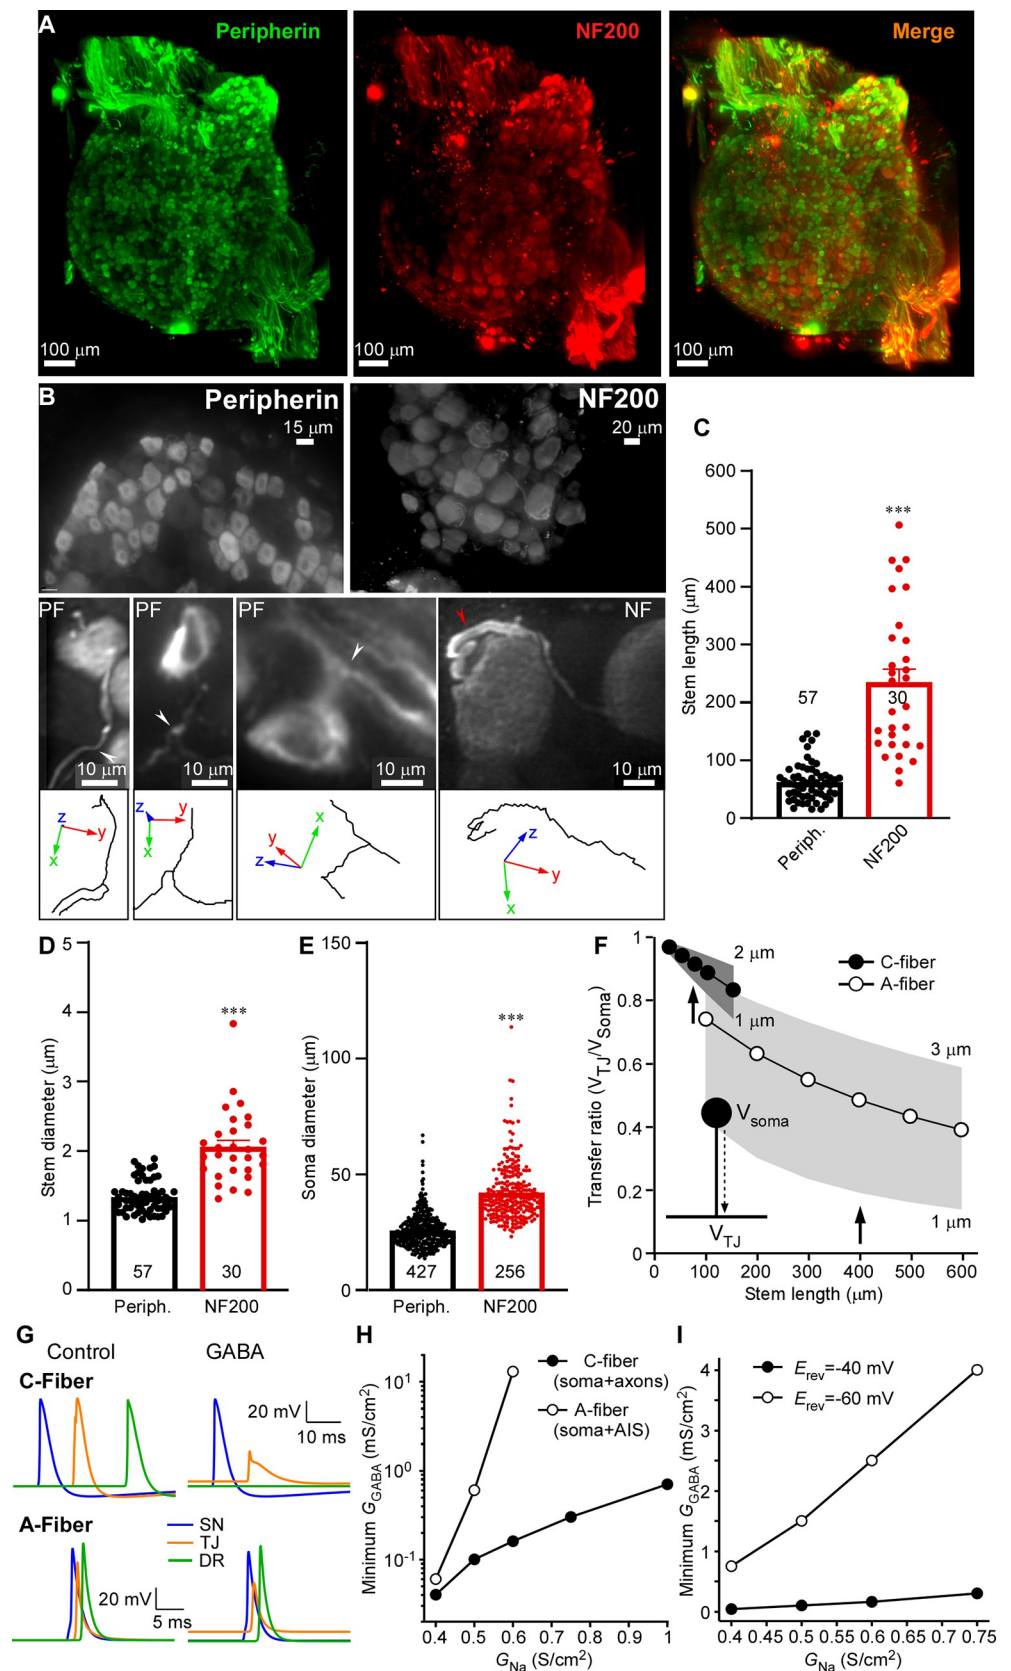 A
Peripherin
NF200
Merge
100 μm
100 μm
100 μm
B
Peripherin
15 μm
NF200
20 μm
PF
PF
PF
NF
10 μm
10 μm
10 μm
10 μm
z
y
x
z
y
x
x
y
z
z
y
x
C
Stem length (μm)
600
500
400
300
200
100
0
***
57
30
Periph.
NF200
D
Stem diameter (μm)
5
4
3
2
1
0
***
57
30
Periph.
NF200
E
Soma diameter (μm)
150
100
50
0
***
427
256
Periph.
NF200
F
Transfer ratio (VTJ/VSoma)
1
0.8
0.6
0.4
0.2
0
2 μm
1 μm
C-fiber
A-fiber
3 μm
1 μm
Vsoma
VTJ
0 100 200 300 400 500 600
Stem length (μm)
G
Control
GABA
C-Fiber
20 mV
10 ms
A-Fiber
SN
TJ
DR
20 mV
5 ms
H
Minimum GGABA (mS/cm²)
10¹
10⁰
10⁻¹
C-fiber
(soma+axons)
A-fiber
(soma+AIS)
0.4 0.5 0.6 0.7 0.8 0.9 1
GNa (S/cm²)
I
Minimum GGABA (mS/cm²)
4
3
2
1
0
Erev=-40 mV
Erev=-60 mV
0.4 0.45 0.5 0.55 0.6 0.65 0.7 0.75
GNa (S/cm²)